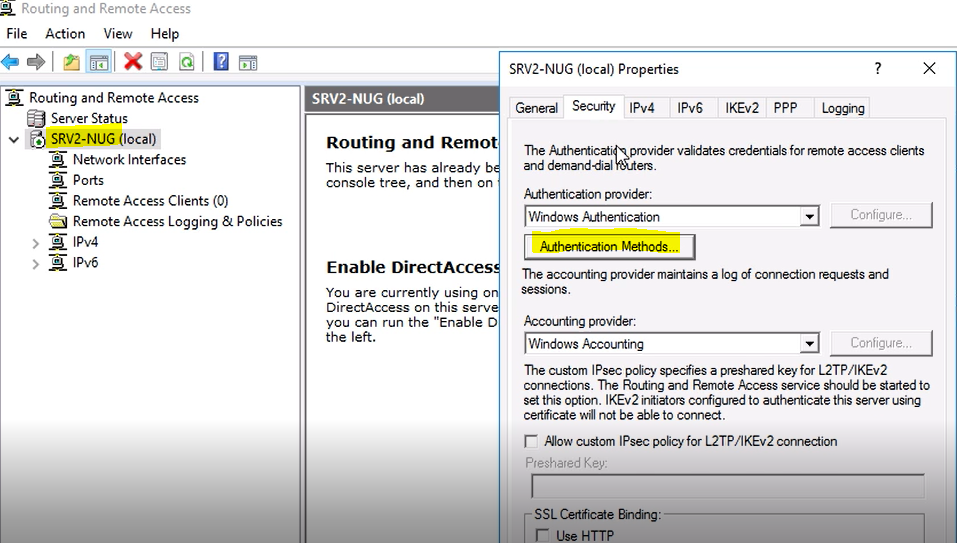 Routing and Remote Access
File Action View Help
Routing and Remote Access
Server Status
SRV2-NUG (local)
Network Interfaces
Ports
Remote Access Clients (0)
Remote Access Logging & Policies
IPv4
IPv6
SRV2-NUG (local)
Routing and Remot
This server has already be
console tree, and then on
Enable DirectAccess
You are currently using on
DirectAccess on this serve
you can run the "Enable D
the left.
SRV2-NUG (local) Properties
General Security IPv4 IPv6 IKEv2 PPP Logging
The Authentication provider validates credentials for remote access clients
and demand-dial routers.
Authentication provider:
Windows Authentication Configure...
Authentication Methods...
The accounting provider maintains a log of connection requests and
sessions.
Accounting provider:
Windows Accounting Configure...
The custom IPsec policy specifies a preshared key for L2TP/IKEv2
connections. The Routing and Remote Access service should be started to
set this option. IKEv2 initiators configured to authenticate this server using
certificate will not be able to connect.
Allow custom IPsec policy for L2TP/IKEv2 connection
Preshared Key:
SSL Certificate Binding:
Use HTTP